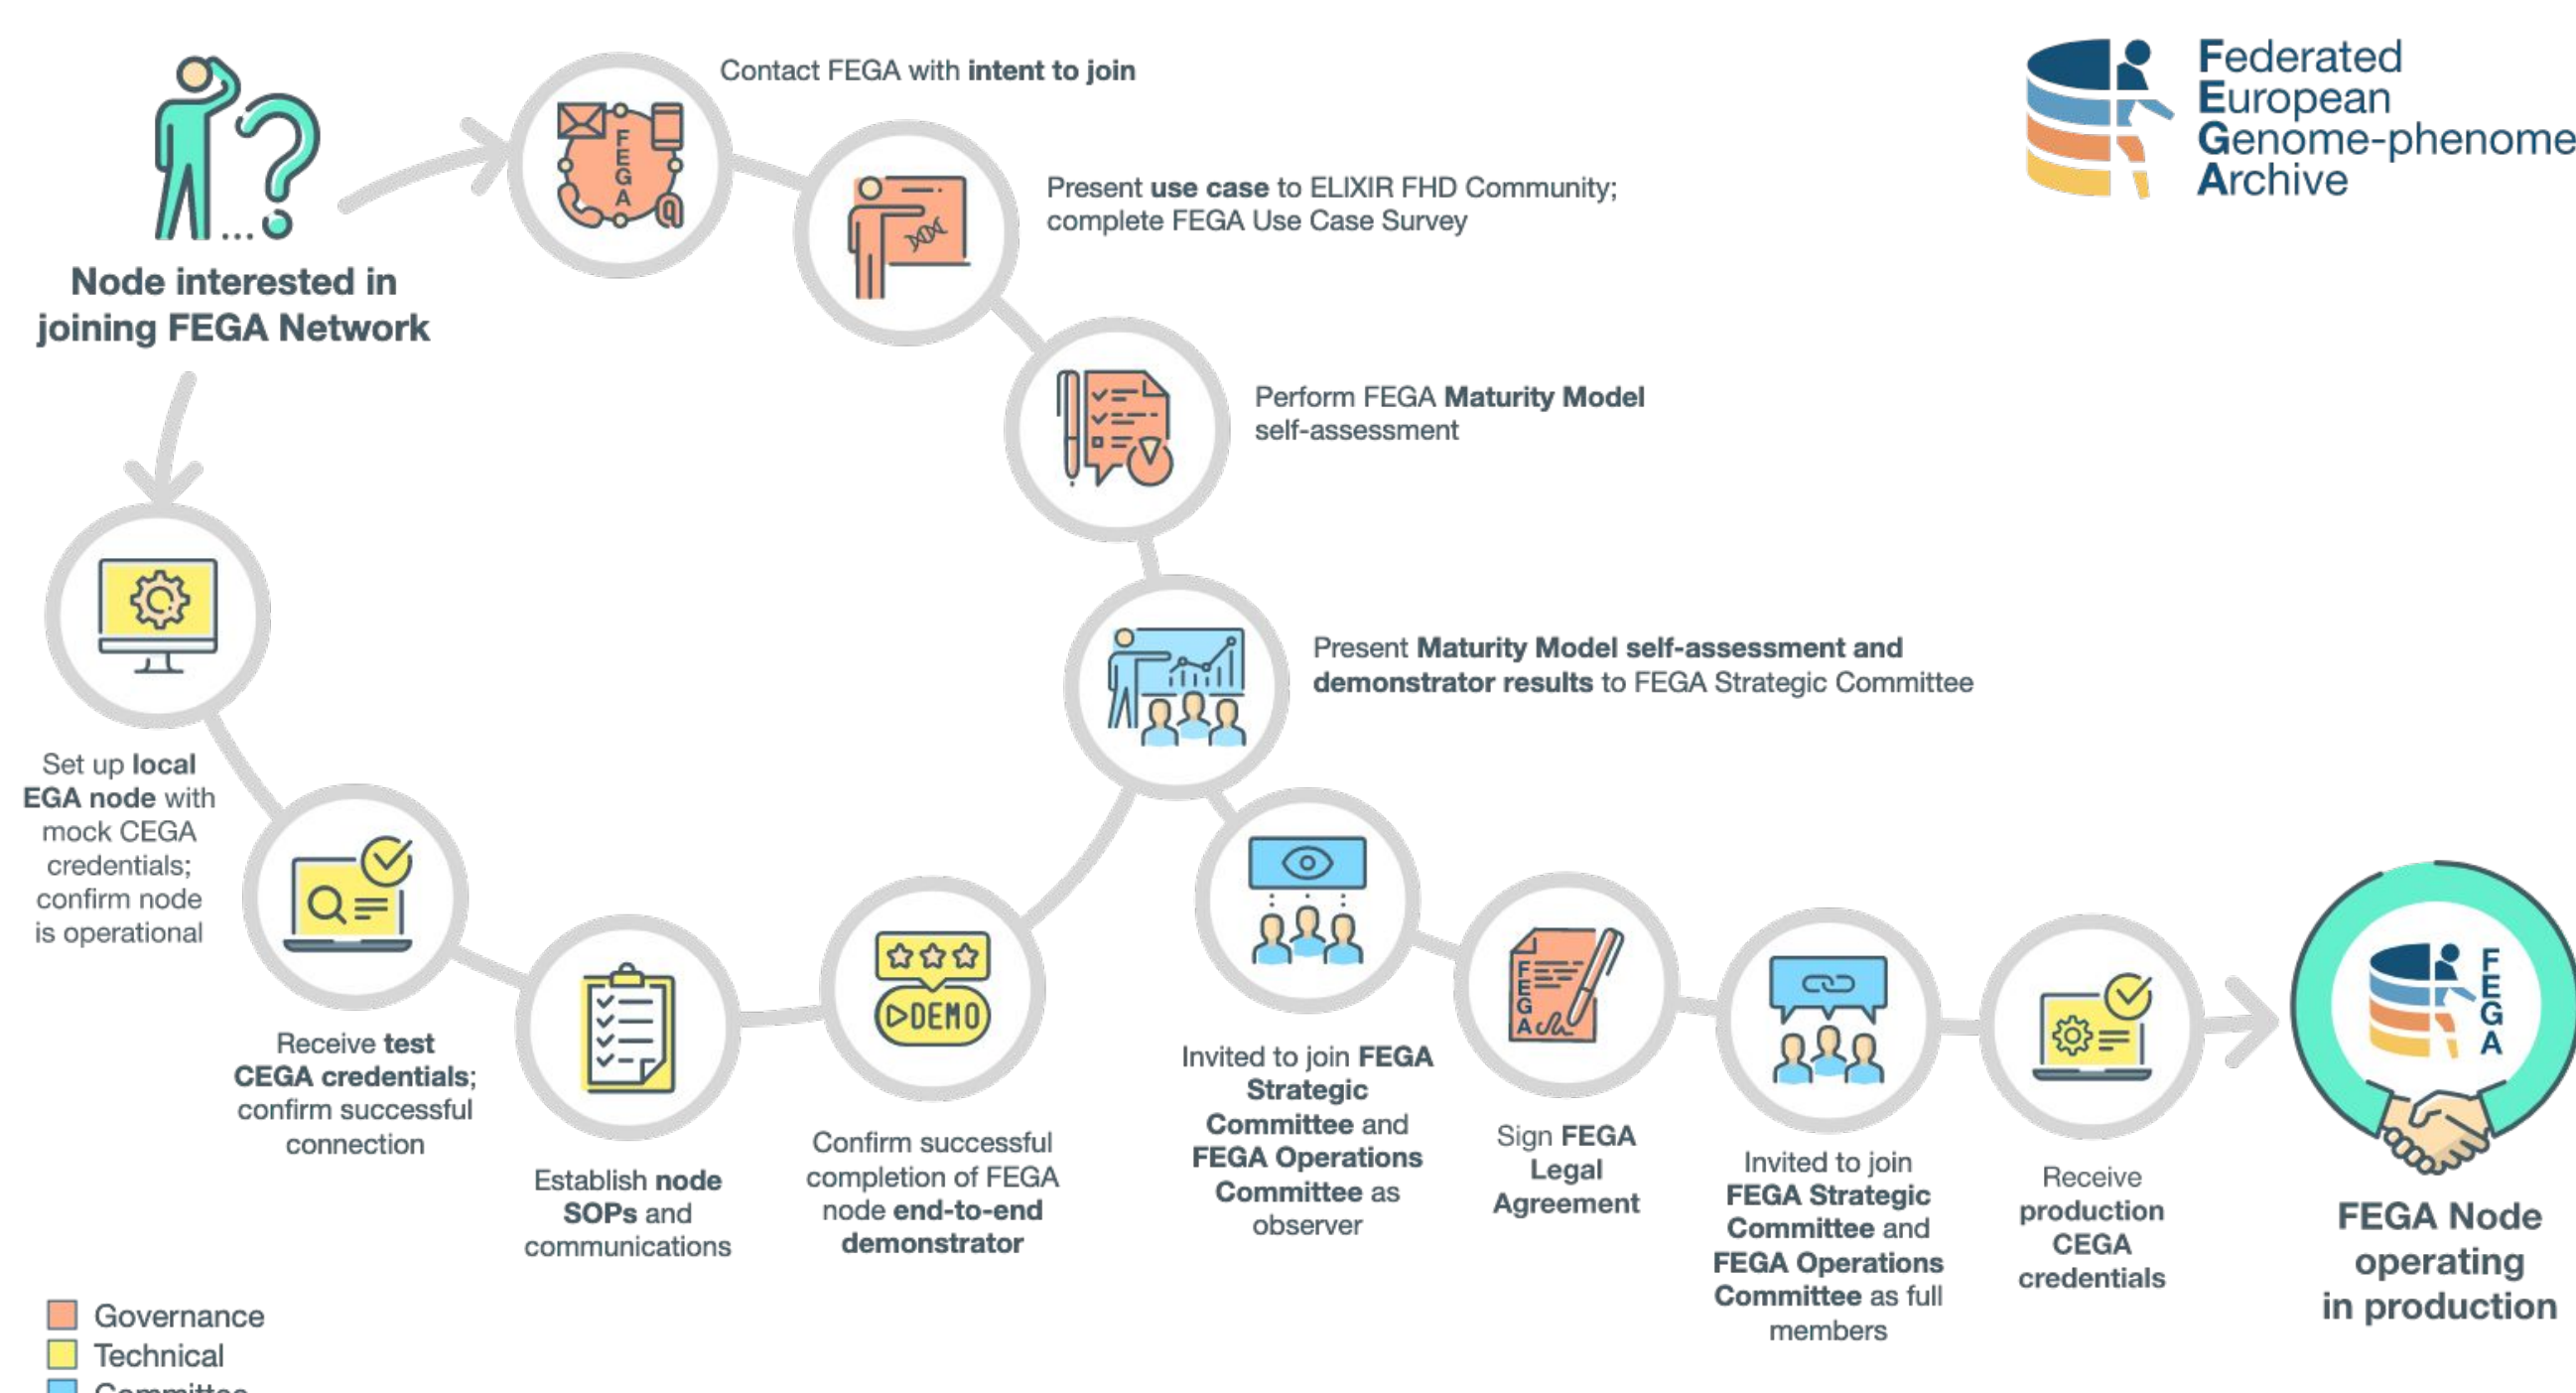 Federated
European
Genome-phenome
Archive
Contact FEGA with intent to join
FEGA
Present use case to ELIXIR FHD Community;
complete FEGA Use Case Survey
Node interested in
joining FEGA Network
Perform FEGA Maturity Model
self-assessment
Present Maturity Model self-assessment and
demonstrator results to FEGA Strategic Committee
Set up local
EGA node with
mock CEGA
credentials;
confirm node
is operational
Receive test
CEGA credentials;
confirm successful
connection
Establish node
SOPs and
communications
DEMO
Confirm successful
completion of FEGA
node end-to-end
demonstrator
Invited to join FEGA
Strategic
Committee and
FEGA Operations
Committee as
observer
FEGA
Sign FEGA
Legal
Agreement
Invited to join
FEGA Strategic
Committee and
FEGA Operations
Committee as full
members
Receive
production
CEGA
credentials
FEGA
FEGA Node
operating
in production
Governance
Technical
Committee